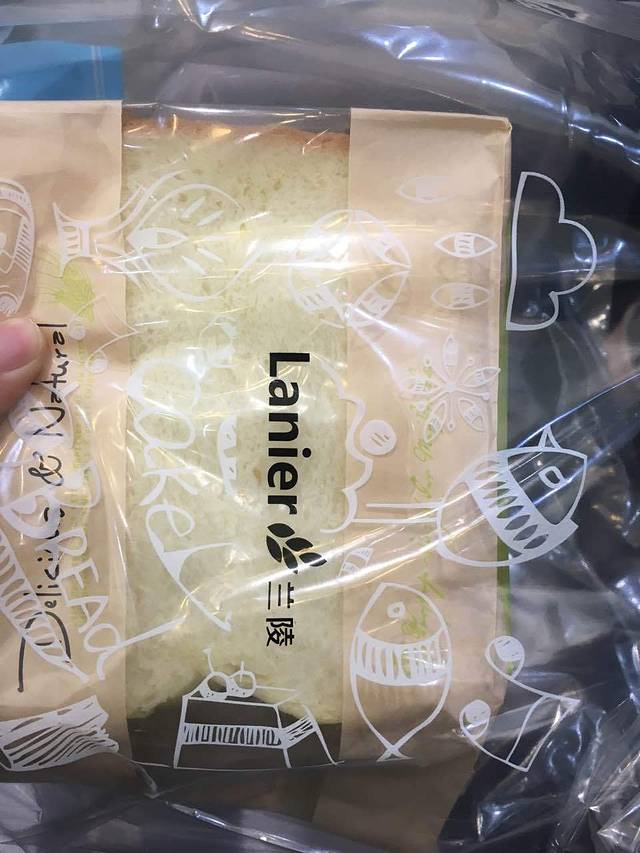 Lanier 兰陵
Cake
Delicious & Natural
BREAd